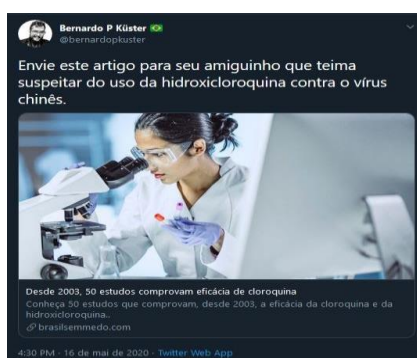 Bernardo P Küster
@bernardopkuster
Envie este artigo para seu amiguinho que teima
suspeitar do uso da hidroxicloroquina contra o vírus
chinês.
Desde 2003, 50 estudos comprovam eficácia de cloroquina
Conheça 50 estudos que comprovam, desde 2003, a eficácia da cloroquina e da
hidroxicloroquina..
brasilsemmedo.com
4:30 PM · 16 de mai de 2020 · Twitter Web App